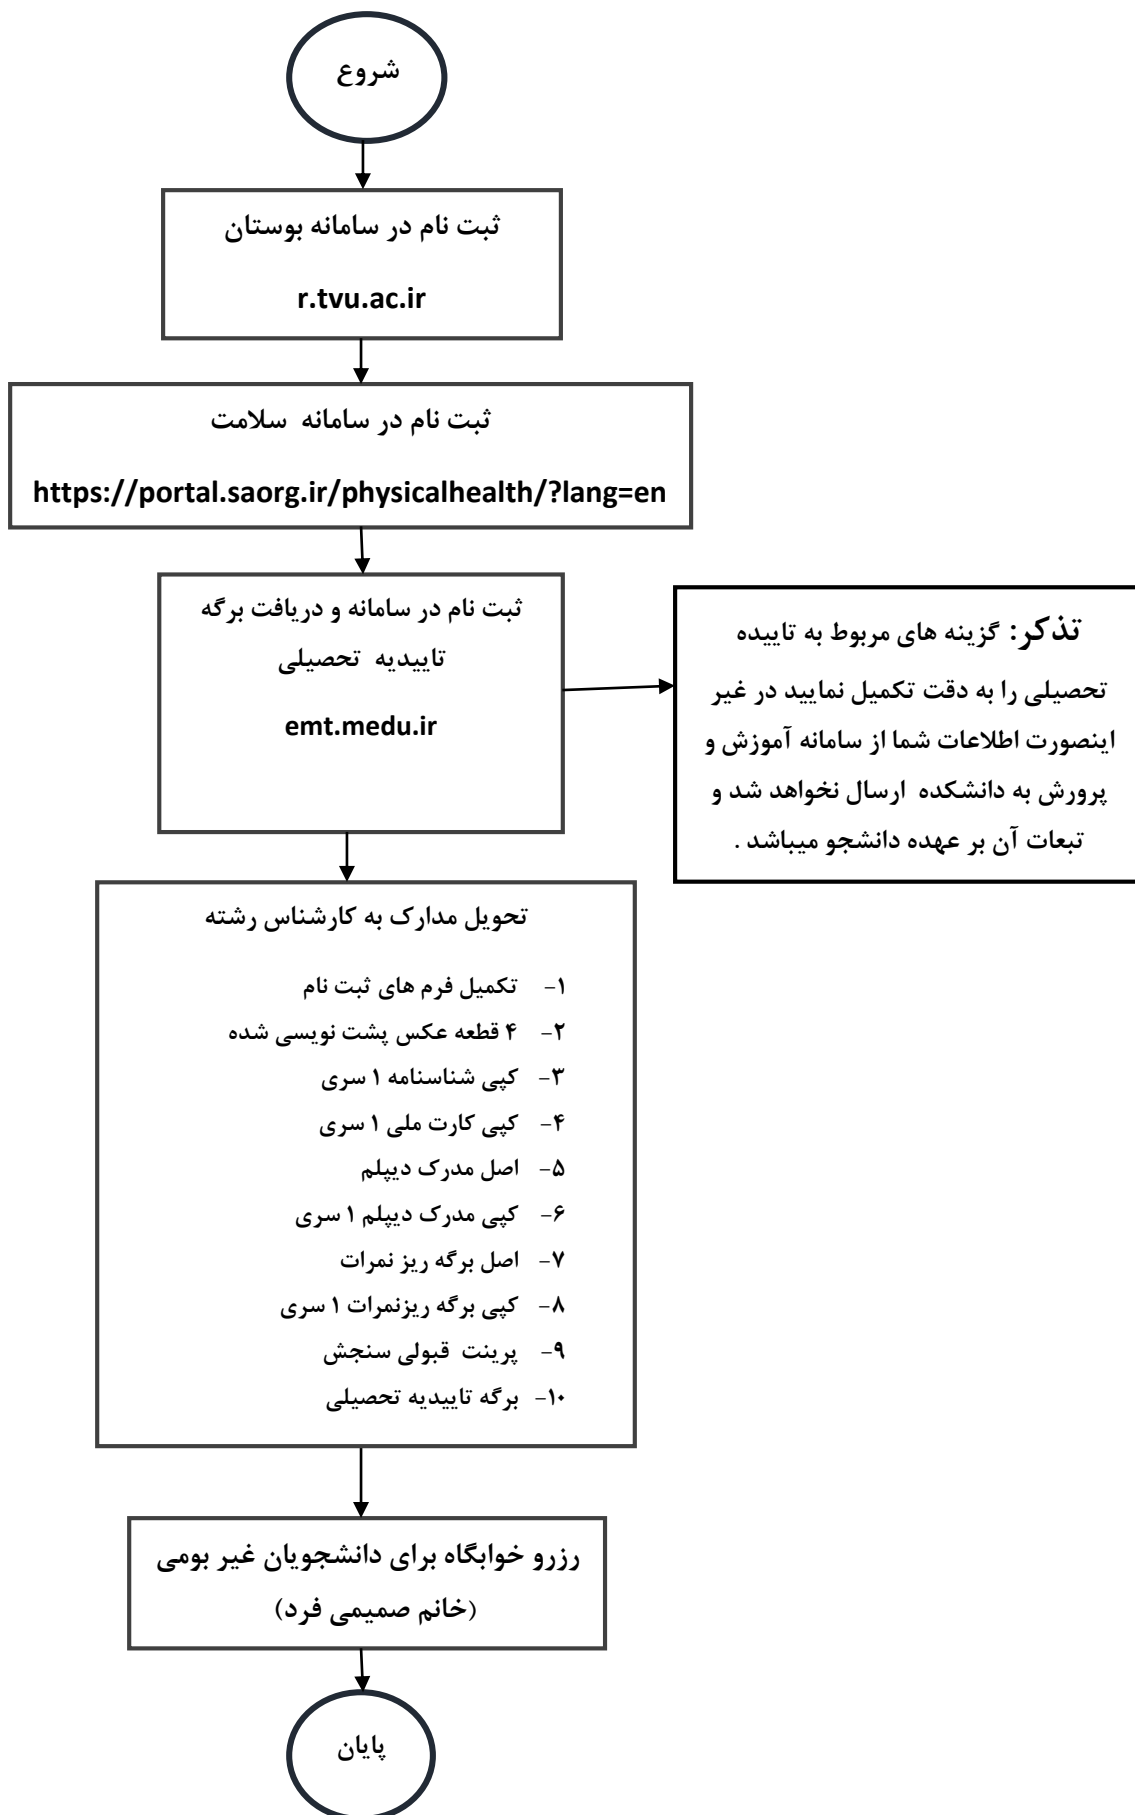 شروع
ثبت نام در سامانه بوستان
r.tvu.ac.ir
ثبت نام در سامانه سلامت
https://portal.saorg.ir/physicalhealth/?lang=en
ثبت نام در سامانه و دریافت برگه
تاییدیه تحصیلی
emt.medu.ir
تذکر: گزینه های مربوط به تاییده
تحصیلی را به دقت تکمیل نمایید در غیر
اینصورت اطلاعات شما از سامانه آموزش و
پرورش به دانشکده ارسال نخواهد شد و
تبعات آن بر عهده دانشجو میباشد .
تحویل مدارک به کارشناس رشته
۱- تکمیل فرم های ثبت نام
۲- ۴ قطعه عکس پشت نویسی شده
۳- کپی شناسنامه ۱ سری
۴- کپی کارت ملی ۱ سری
۵- اصل مدرک دیپلم
۶- کپی مدرک دیپلم ۱ سری
۷- اصل برگه ریز نمرات
۸- کپی برگه ریزنمرات ۱ سری
۹- پرینت قبولی سنجش
۱۰- برگه تاییدیه تحصیلی
رزرو خوابگاه برای دانشجویان غیر بومی
(خانم صمیمی فرد)
پایان